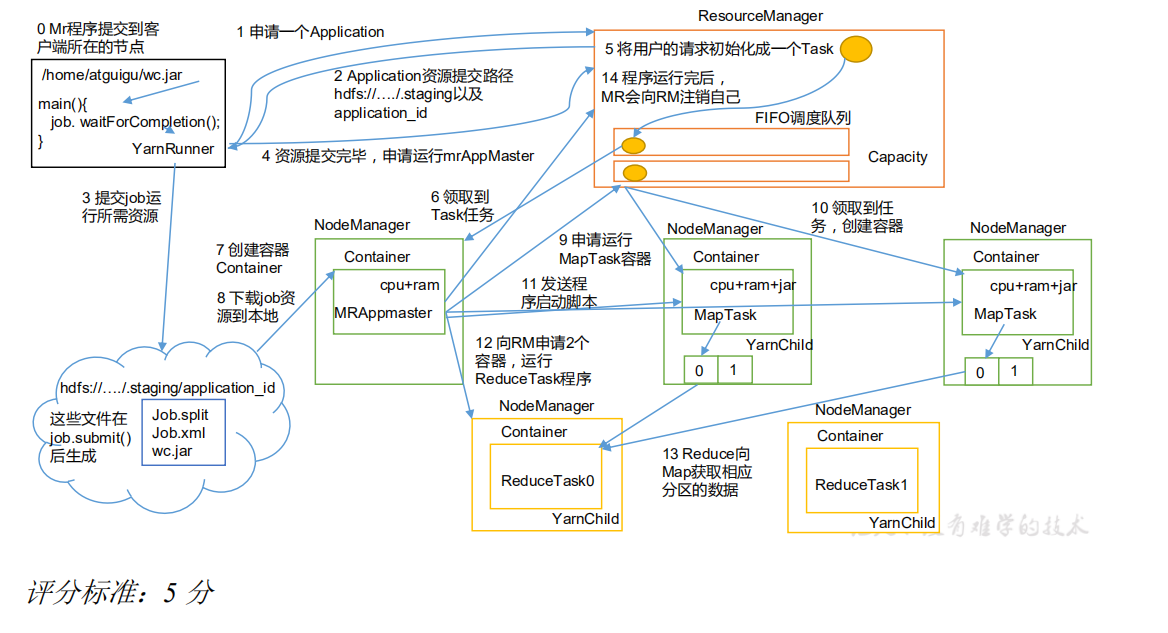 ResourceManager
0 Mr程序提交到客
户端所在的节点
/home/atguigu/wc.jar
main(){
job. waitForCompletion();
}
YarnRunner
1 申请一个Application
2 Application资源提交路径
hdfs://…./.staging以及
application_id
4 资源提交完毕，申请运行mrAppMaster
5 将用户的请求初始化成一个Task
14 程序运行完后，
MR会向RM注销自己
FIFO调度队列
Capacity
3 提交job运
行所需资源
6 领取到
Task任务
7 创建容器
Container
8 下载job资
源到本地
NodeManager
Container
cpu+ram
MRAppmaster
9 申请运行
MapTask容器
10 领取到任
务，创建容器
11 发送程
序启动脚本
NodeManager
Container
cpu+ram+jar
MapTask
YarnChild
0 1
NodeManager
Container
cpu+ram+jar
MapTask
YarnChild
0 1
12 向RM申请2个
容器，运行
ReduceTask程序
hdfs://…./.staging/application_id
这些文件在
job.submit()
后生成
Job.split
Job.xml
wc.jar
NodeManager
Container
ReduceTask0
YarnChild
13 Reduce向
Map获取相应
分区的数据
NodeManager
Container
ReduceTask1
YarnChild
有难学的技术
评分标准：5 分